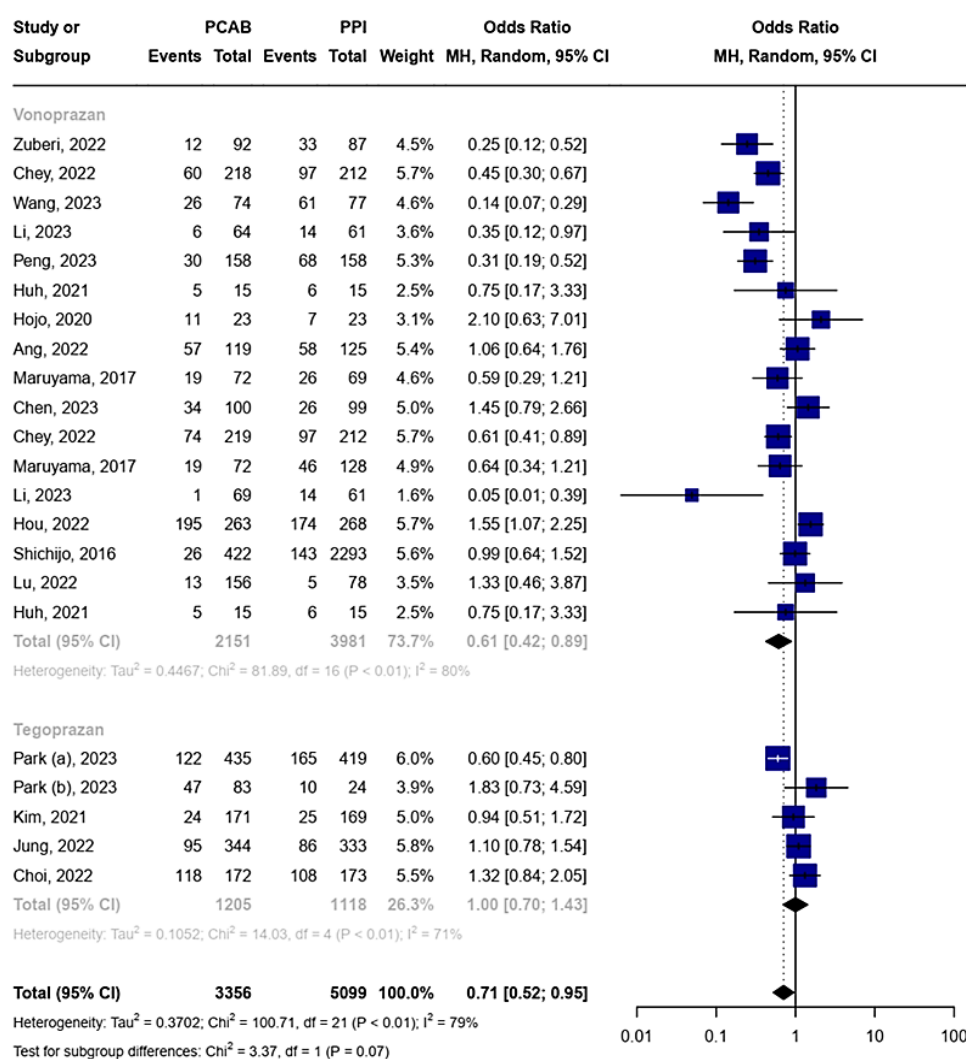 Study or PCAB PPI Odds Ratio Odds Ratio
Subgroup Events Total Events Total Weight MH, Random, 95% CI MH, Random, 95% CI
Vonoprazan
Zuberi, 2022 12 92 33 87 4.5% 0.25 [0.12; 0.52]
Chey, 2022 60 218 97 212 5.7% 0.45 [0.30; 0.67]
Wang, 2023 26 74 61 77 4.6% 0.14 [0.07; 0.29]
Li, 2023 6 64 14 61 3.6% 0.35 [0.12; 0.97]
Peng, 2023 30 158 68 158 5.3% 0.31 [0.19; 0.52]
Huh, 2021 5 15 6 15 2.5% 0.75 [0.17; 3.33]
Hojo, 2020 11 23 7 23 3.1% 2.10 [0.63; 7.01]
Ang, 2022 57 119 58 125 5.4% 1.06 [0.64; 1.76]
Maruyama, 2017 19 72 26 69 4.6% 0.59 [0.29; 1.21]
Chen, 2023 34 100 26 99 5.0% 1.45 [0.79; 2.66]
Chey, 2022 74 219 97 212 5.7% 0.61 [0.41; 0.89]
Maruyama, 2017 19 72 46 128 4.9% 0.64 [0.34; 1.21]
Li, 2023 1 69 14 61 1.6% 0.05 [0.01; 0.39]
Hou, 2022 195 263 174 268 5.7% 1.55 [1.07; 2.25]
Shichijo, 2016 26 422 143 2293 5.6% 0.99 [0.64; 1.52]
Lu, 2022 13 156 5 78 3.5% 1.33 [0.46; 3.87]
Huh, 2021 5 15 6 15 2.5% 0.75 [0.17; 3.33]
Total (95% CI) 2151 3981 73.7% 0.61 [0.42; 0.89]
Heterogeneity: Tau² = 0.4467; Chi² = 81.89, df = 16 (P < 0.01); I² = 80%
Tegoprazan
Park (a), 2023 122 435 165 419 6.0% 0.60 [0.45; 0.80]
Park (b), 2023 47 83 10 24 3.9% 1.83 [0.73; 4.59]
Kim, 2021 24 171 25 169 5.0% 0.94 [0.51; 1.72]
Jung, 2022 95 344 86 333 5.8% 1.10 [0.78; 1.54]
Choi, 2022 118 172 108 173 5.5% 1.32 [0.84; 2.05]
Total (95% CI) 1205 1118 26.3% 1.00 [0.70; 1.43]
Heterogeneity: Tau² = 0.1052; Chi² = 14.03, df = 4 (P < 0.01); I² = 71%
Total (95% CI) 3356 5099 100.0% 0.71 [0.52; 0.95]
Heterogeneity: Tau² = 0.3702; Chi² = 100.71, df = 21 (P < 0.01); I² = 79%
0.01 0.1 1 10 100
Test for subgroup differences: Chi² = 3.37, df = 1 (P = 0.07)